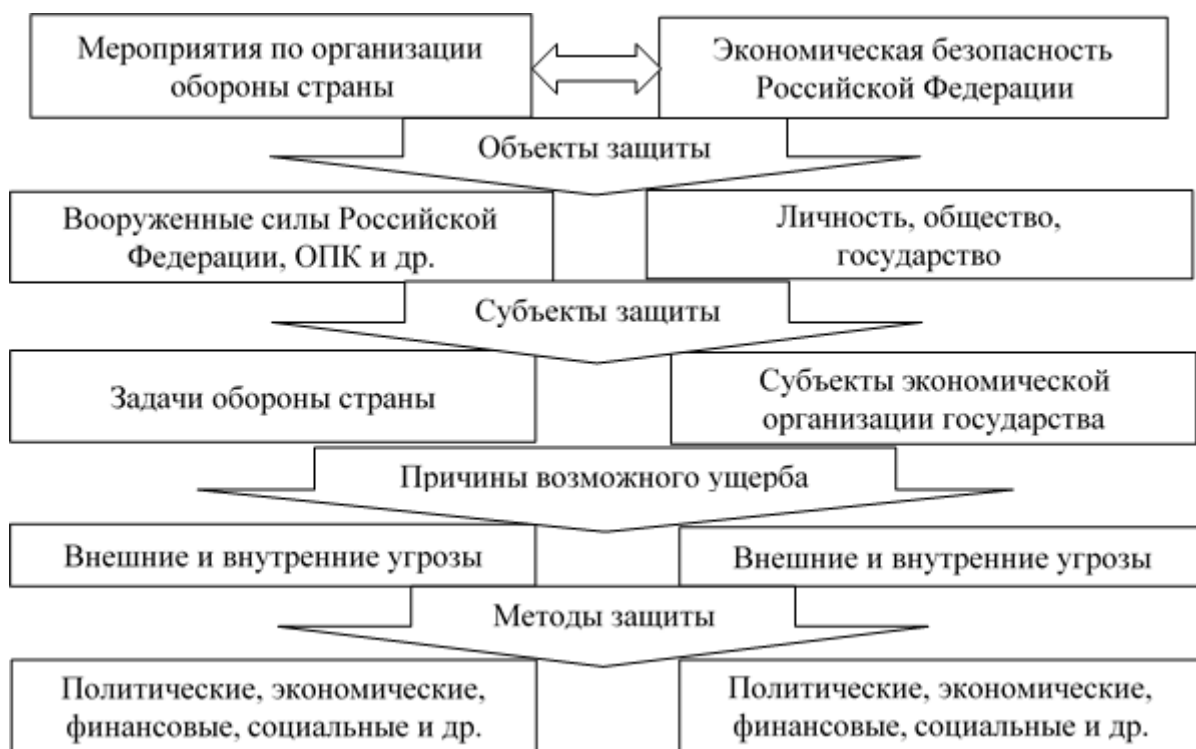 Мероприятия по организации
обороны страны
Экономическая безопасность
Российской Федерации
Объекты защиты
Вооруженные силы Российской
Федерации, ОПК и др.
Личность, общество,
государство
Субъекты защиты
Задачи обороны страны
Субъекты экономической
организации государства
Причины возможного ущерба
Внешние и внутренние угрозы
Внешние и внутренние угрозы
Методы защиты
Политические, экономические,
финансовые, социальные и др.
Политические, экономические,
финансовые, социальные и др.